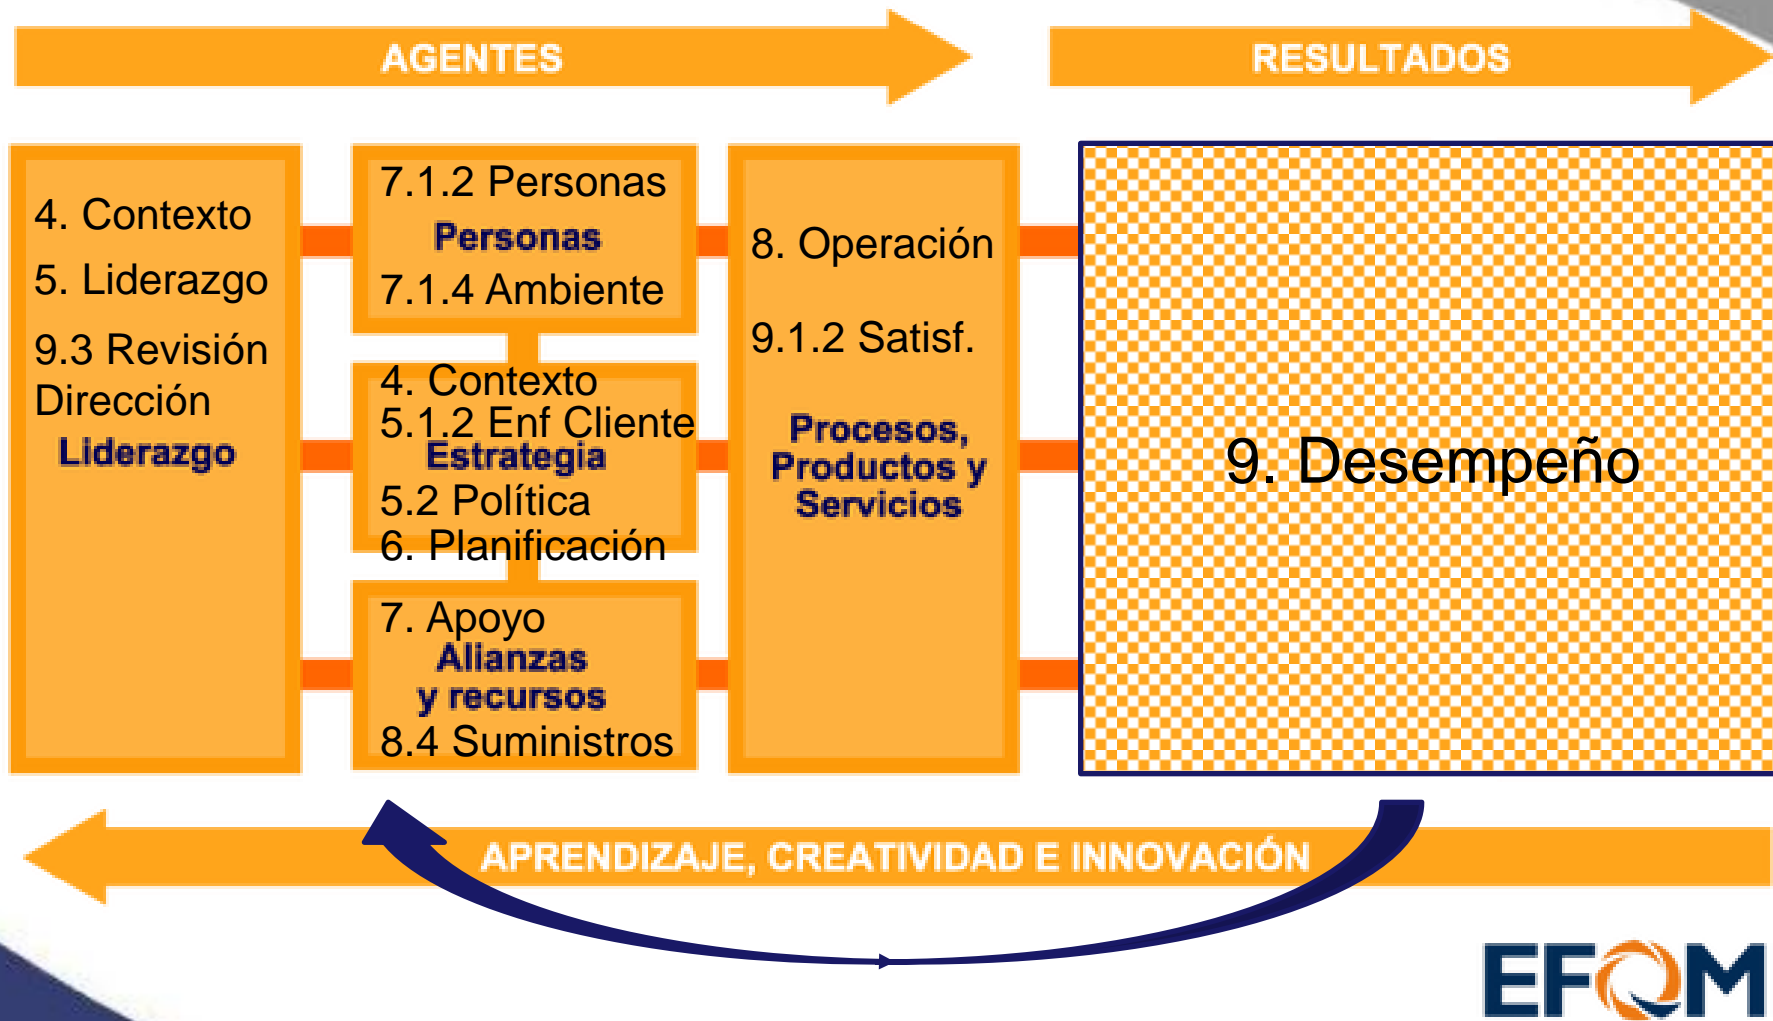 AGENTES
RESULTADOS
4. Contexto
5. Liderazgo
9.3 Revisión
Dirección
Liderazgo
7.1.2 Personas
Personas
7.1.4 Ambiente
4. Contexto
5.1.2 Enf Cliente
Estrategia
5.2 Política
6. Planificación
7. Apoyo
Alianzas
y recursos
8.4 Suministros
8. Operación
9.1.2 Satisf.
Procesos,
Productos y
Servicios
9. Desempeño
APRENDIZAJE, CREATIVIDAD E INNOVACIÓN
EFQM